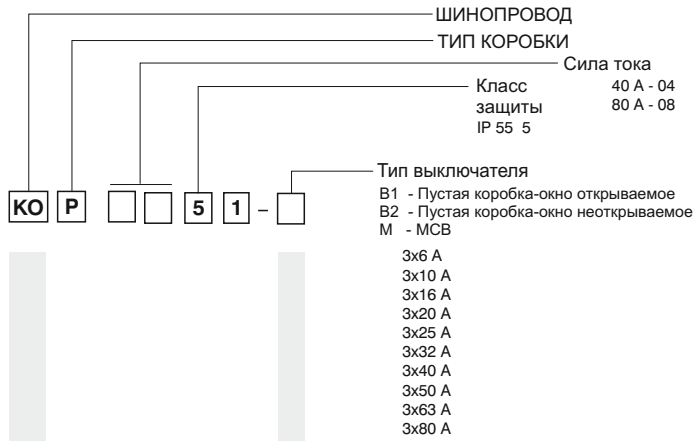 ШИНОПРОВОД
ТИП КОРОБКИ
Сила тока
40 А - 04
80 А - 08
Класс
защиты
IP 55 5
KO P 5 1 -
Тип выключателя
B1 - Пустая коробка-окно открываемое
B2 - Пустая коробка-окно неоткрываемое
M - MCB
3x6 A
3x10 A
3x16 A
3x20 A
3x25 A
3x32 A
3x40 A
3x50 A
3x63 A
3x80 A